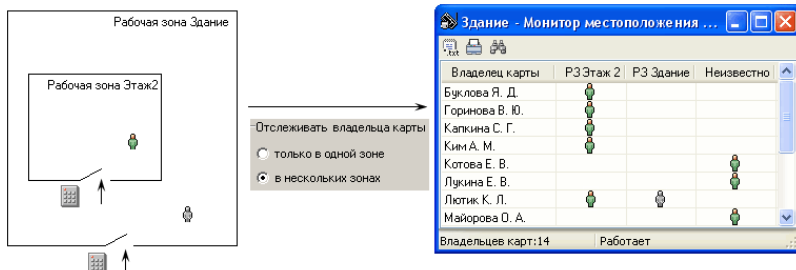 Рабочая зона Здание
Рабочая зона Этаж2
Отслеживать владельца карты
только в одной зоне
в нескольких зонах
Здание - Монитор местоположения ...
.txt
Владелец карты РЗ Этаж 2 РЗ Здание Неизвестно
Буклова Я. Д.
Горинова В. Ю.
Капкина С. Г.
Ким А. М.
Котова Е. В.
Лукина Е. В.
Лютик К. Л.
Майорова О. А.
Владельцев карт:14 Работает